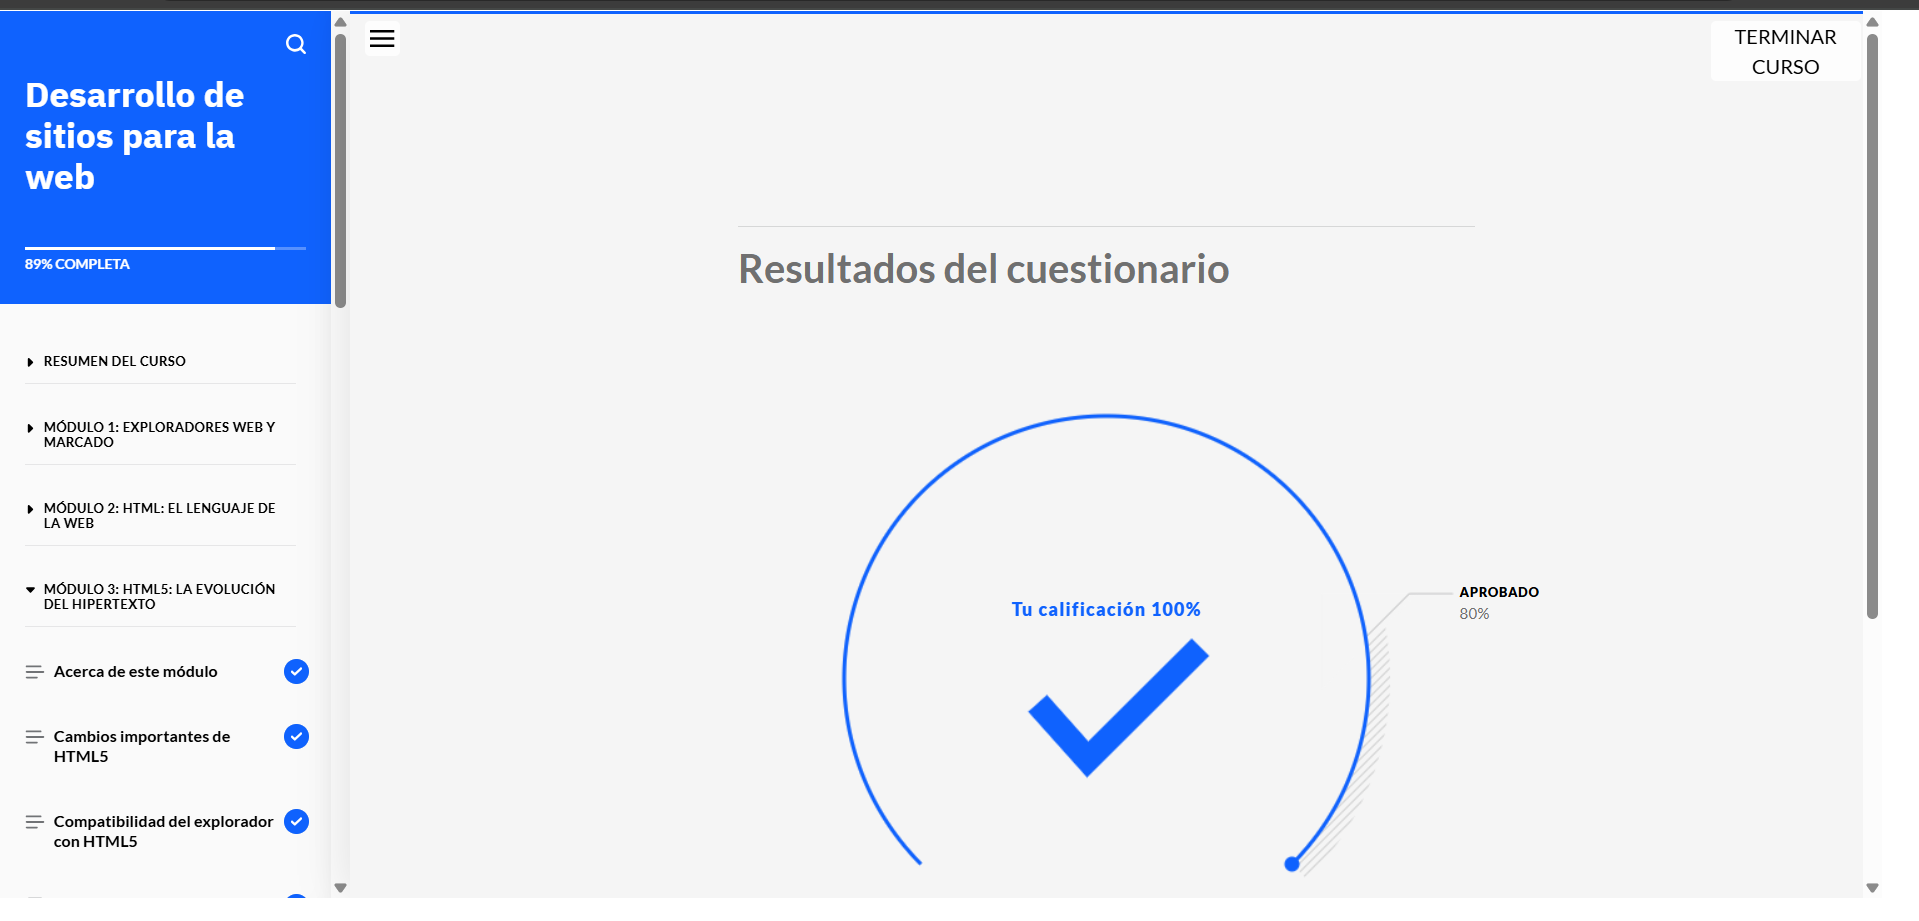 Desarrollo de
sitios para la
web
89% COMPLETA
RESUMEN DEL CURSO
MÓDULO 1: EXPLORADORES WEB Y
MARCADO
MÓDULO 2: HTML: EL LENGUAJE DE
LA WEB
MÓDULO 3: HTML5: LA EVOLUCIÓN
DEL HIPERTEXTO
Acerca de este módulo
Cambios importantes de
HTML5
Compatibilidad del explorador
con HTML5
TERMINAR
CURSO
Resultados del cuestionario
Tu calificación 100%
APROBADO
80%